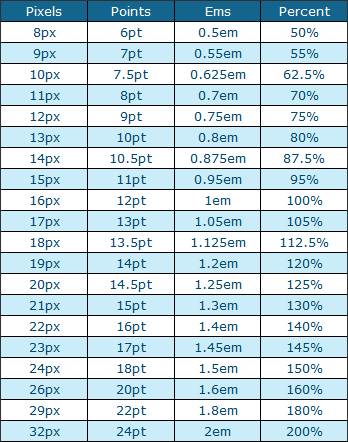 Pixels Points Ems Percent
8px 6pt 0.5em 50%
9px 7pt 0.55em 55%
10px 7.5pt 0.625em 62.5%
11px 8pt 0.7em 70%
12px 9pt 0.75em 75%
13px 10pt 0.8em 80%
14px 10.5pt 0.875em 87.5%
15px 11pt 0.95em 95%
16px 12pt 1em 100%
17px 13pt 1.05em 105%
18px 13.5pt 1.125em 112.5%
19px 14pt 1.2em 120%
20px 14.5pt 1.25em 125%
21px 15pt 1.3em 130%
22px 16pt 1.4em 140%
23px 17pt 1.45em 145%
24px 18pt 1.5em 150%
26px 20pt 1.6em 160%
29px 22pt 1.8em 180%
32px 24pt 2em 200%